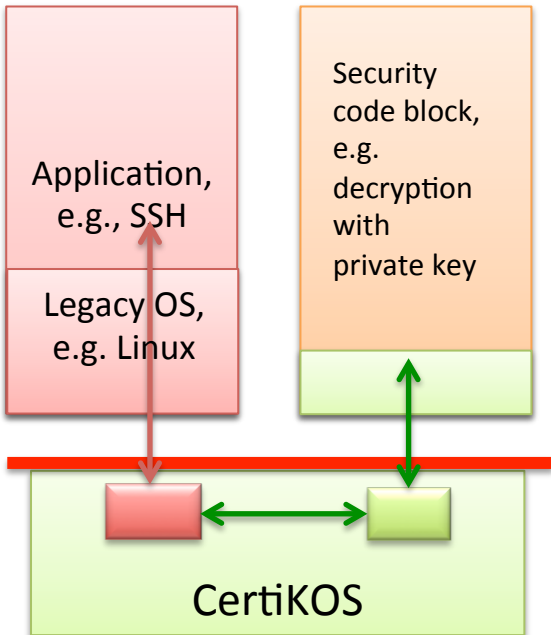 Application,
e.g., SSH
Legacy OS,
e.g. Linux
Security
code block,
e.g.
decryption
with
private key
CertiKOS